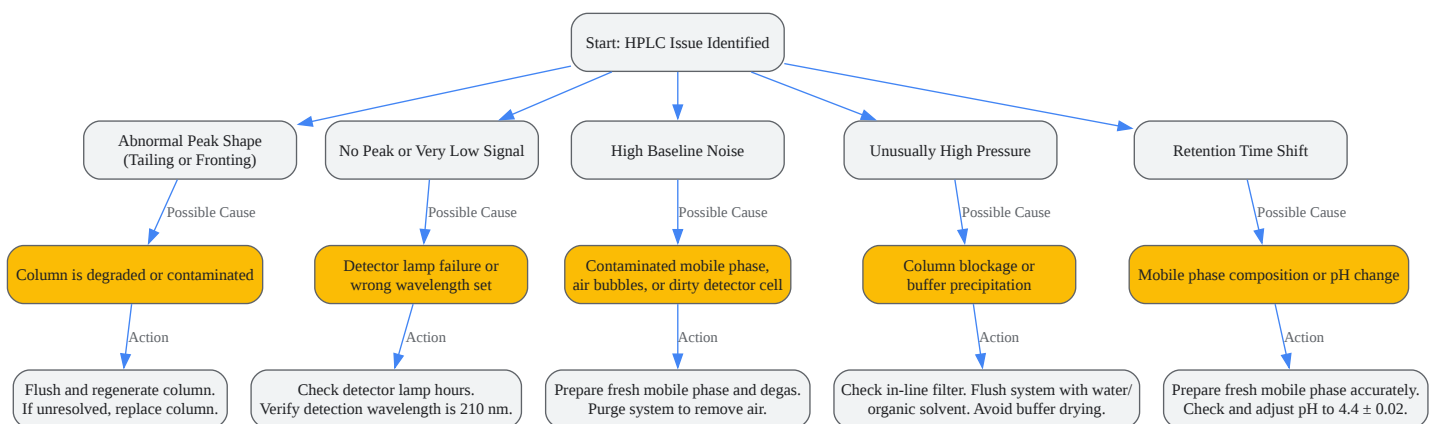 Start: HPLC Issue Identified
Abnormal Peak Shape
(Tailing or Fronting)
No Peak or Very Low Signal
High Baseline Noise
Unusually High Pressure
Retention Time Shift
Possible Cause
Possible Cause
Possible Cause
Possible Cause
Possible Cause
Column is degraded or contaminated
Detector lamp failure or
wrong wavelength set
Contaminated mobile phase,
air bubbles, or dirty detector cell
Column blockage or
buffer precipitation
Mobile phase composition or pH change
Action
Action
Action
Action
Action
Flush and regenerate column.
If unresolved, replace column.
Check detector lamp hours.
Verify detection wavelength is 210 nm.
Prepare fresh mobile phase and degas.
Purge system to remove air.
Check in-line filter. Flush system with water/
organic solvent. Avoid buffer drying.
Prepare fresh mobile phase accurately.
Check and adjust pH to 4.4 ± 0.02.